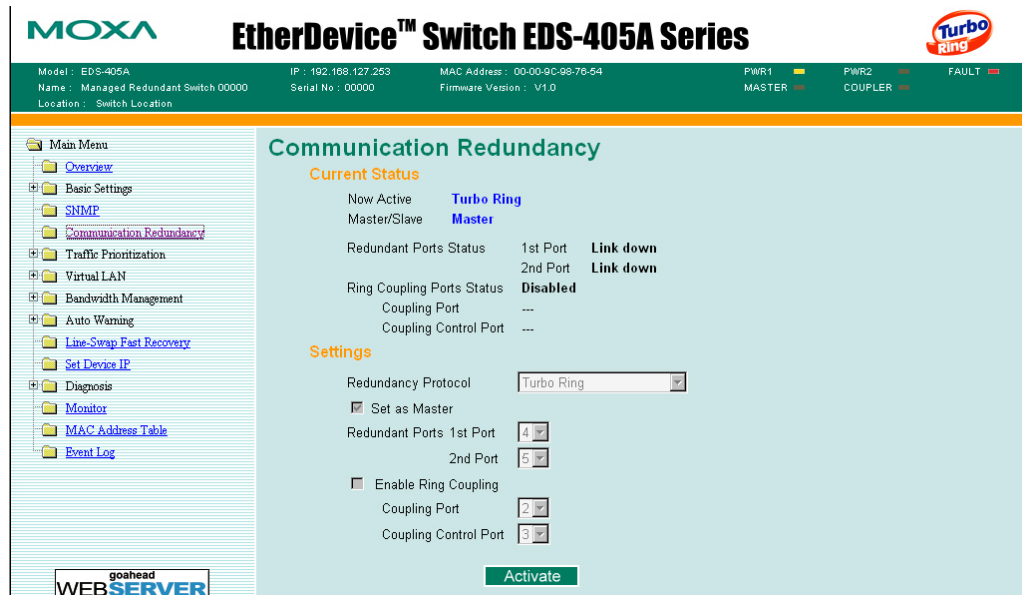 MOXA
EtherDevice™ Switch EDS-405A Series
Turbo Ring
Model : EDS-405A
IP : 192.168.127.253
MAC Address : 00-00-9C-98-76-54
PWR1
PWR2
FAULT
Name : Managed Redundant Switch 00000
Serial No : 00000
Firmware Version : V1.0
MASTER
COUPLER
Location : Switch Location
Main Menu
Overview
Basic Settings
SNMP
Communication Redundancy
Traffic Prioritization
Virtual LAN
Bandwidth Management
Auto Warning
Line-Swap Fast Recovery
Set Device IP
Diagnosis
Monitor
MAC Address Table
Event Log
goahead
WEBSERVER
Communication Redundancy
Current Status
Now Active Turbo Ring
Master/Slave Master
Redundant Ports Status 1st Port Link down
2nd Port Link down
Ring Coupling Ports Status Disabled
Coupling Port ---
Coupling Control Port ---
Settings
Redundancy Protocol Turbo Ring
Set as Master
Redundant Ports 1st Port 4
2nd Port 5
Enable Ring Coupling
Coupling Port 2
Coupling Control Port 3
Activate